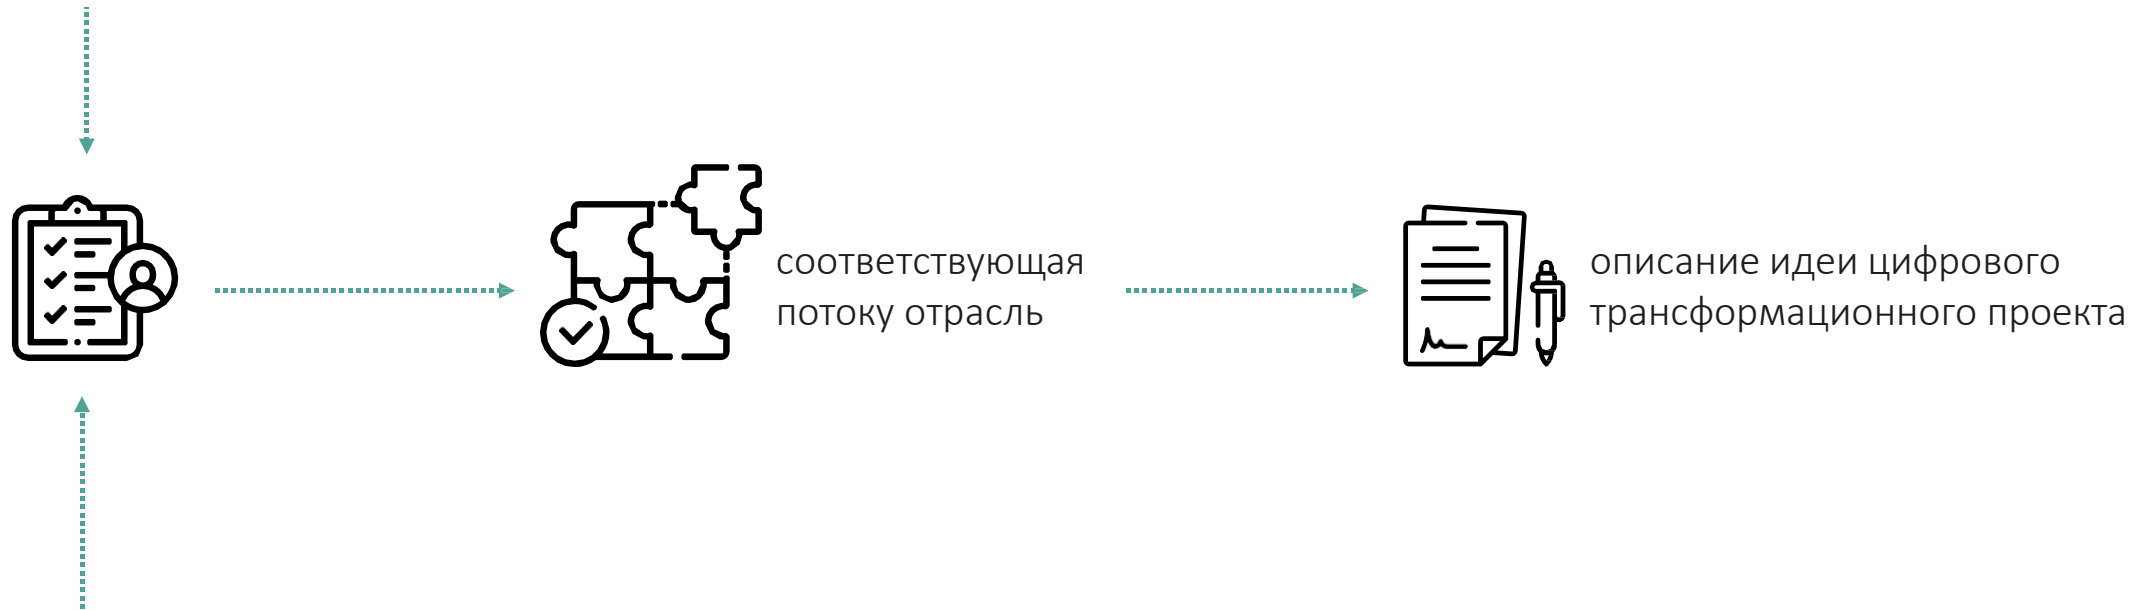 соответствующая
потоку отрасль
описание идеи цифрового
трансформационного проекта